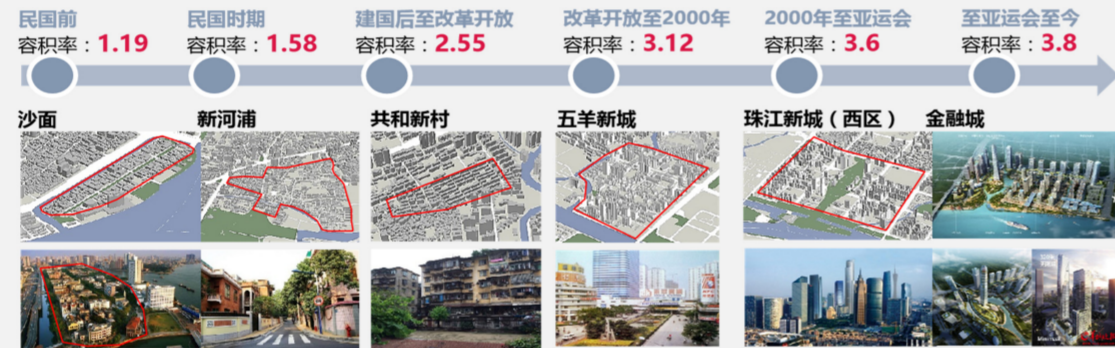 民国前
容积率：1.19
民国时期
容积率：1.58
建国后至改革开放
容积率：2.55
改革开放至2000年
容积率：3.12
2000年至亚运会
容积率：3.6
至亚运会至今
容积率：3.8
沙面
新河浦
共和新村
五羊新城
珠江新城（西区）
金融城